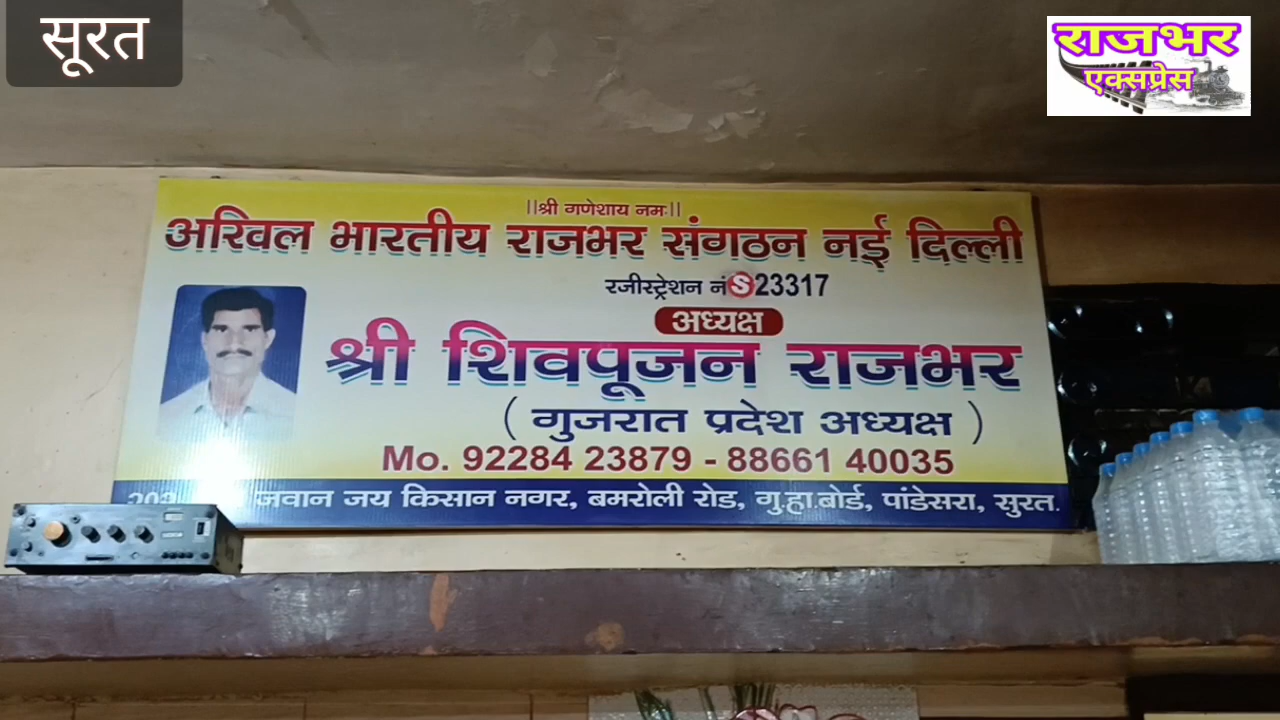 सूरत
राजभर
एक्सप्रेस
||श्री गणेशाय नमः||
अखिल भारतीय राजभर संगठन नई दिल्ली
रजीस्ट्रेशन नं S 23317
अध्यक्ष
श्री शिवपूजन राजभर
( गुजरात प्रदेश अध्यक्ष )
Mo. 92284 23879 - 88661 40035
जवान जय किसान नगर, बमरोली रोड, गु.हा.बोर्ड, पांडेसरा, सुरत.